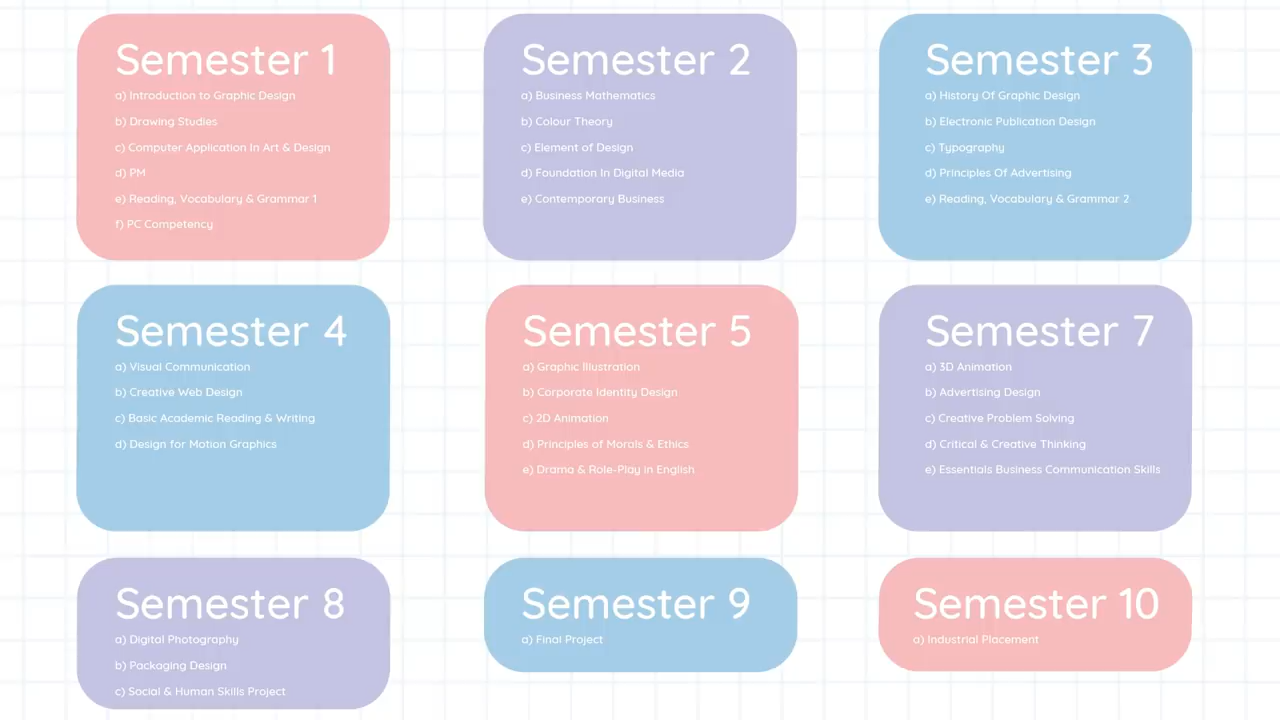 Semester 1
a) Introduction to Graphic Design
b) Drawing Studies
c) Computer Application In Art & Design
d) PM
e) Reading, Vocabulary & Grammar 1
f) PC Competency
Semester 2
a) Business Mathematics
b) Colour Theory
c) Element of Design
d) Foundation In Digital Media
e) Contemporary Business
Semester 3
a) History Of Graphic Design
b) Electronic Publication Design
c) Typography
d) Principles Of Advertising
e) Reading, Vocabulary & Grammar 2
Semester 4
a) Visual Communication
b) Creative Web Design
c) Basic Academic Reading & Writing
d) Design for Motion Graphics
Semester 5
a) Graphic Illustration
b) Corporate Identity Design
c) 2D Animation
d) Principles of Morals & Ethics
e) Drama & Role-Play in English
Semester 7
a) 3D Animation
b) Advertising Design
c) Creative Problem Solving
d) Critical & Creative Thinking
e) Essentials Business Communication Skills
Semester 8
a) Digital Photography
b) Packaging Design
c) Social & Human Skills Project
Semester 9
a) Final Project
Semester 10
a) Industrial Placement